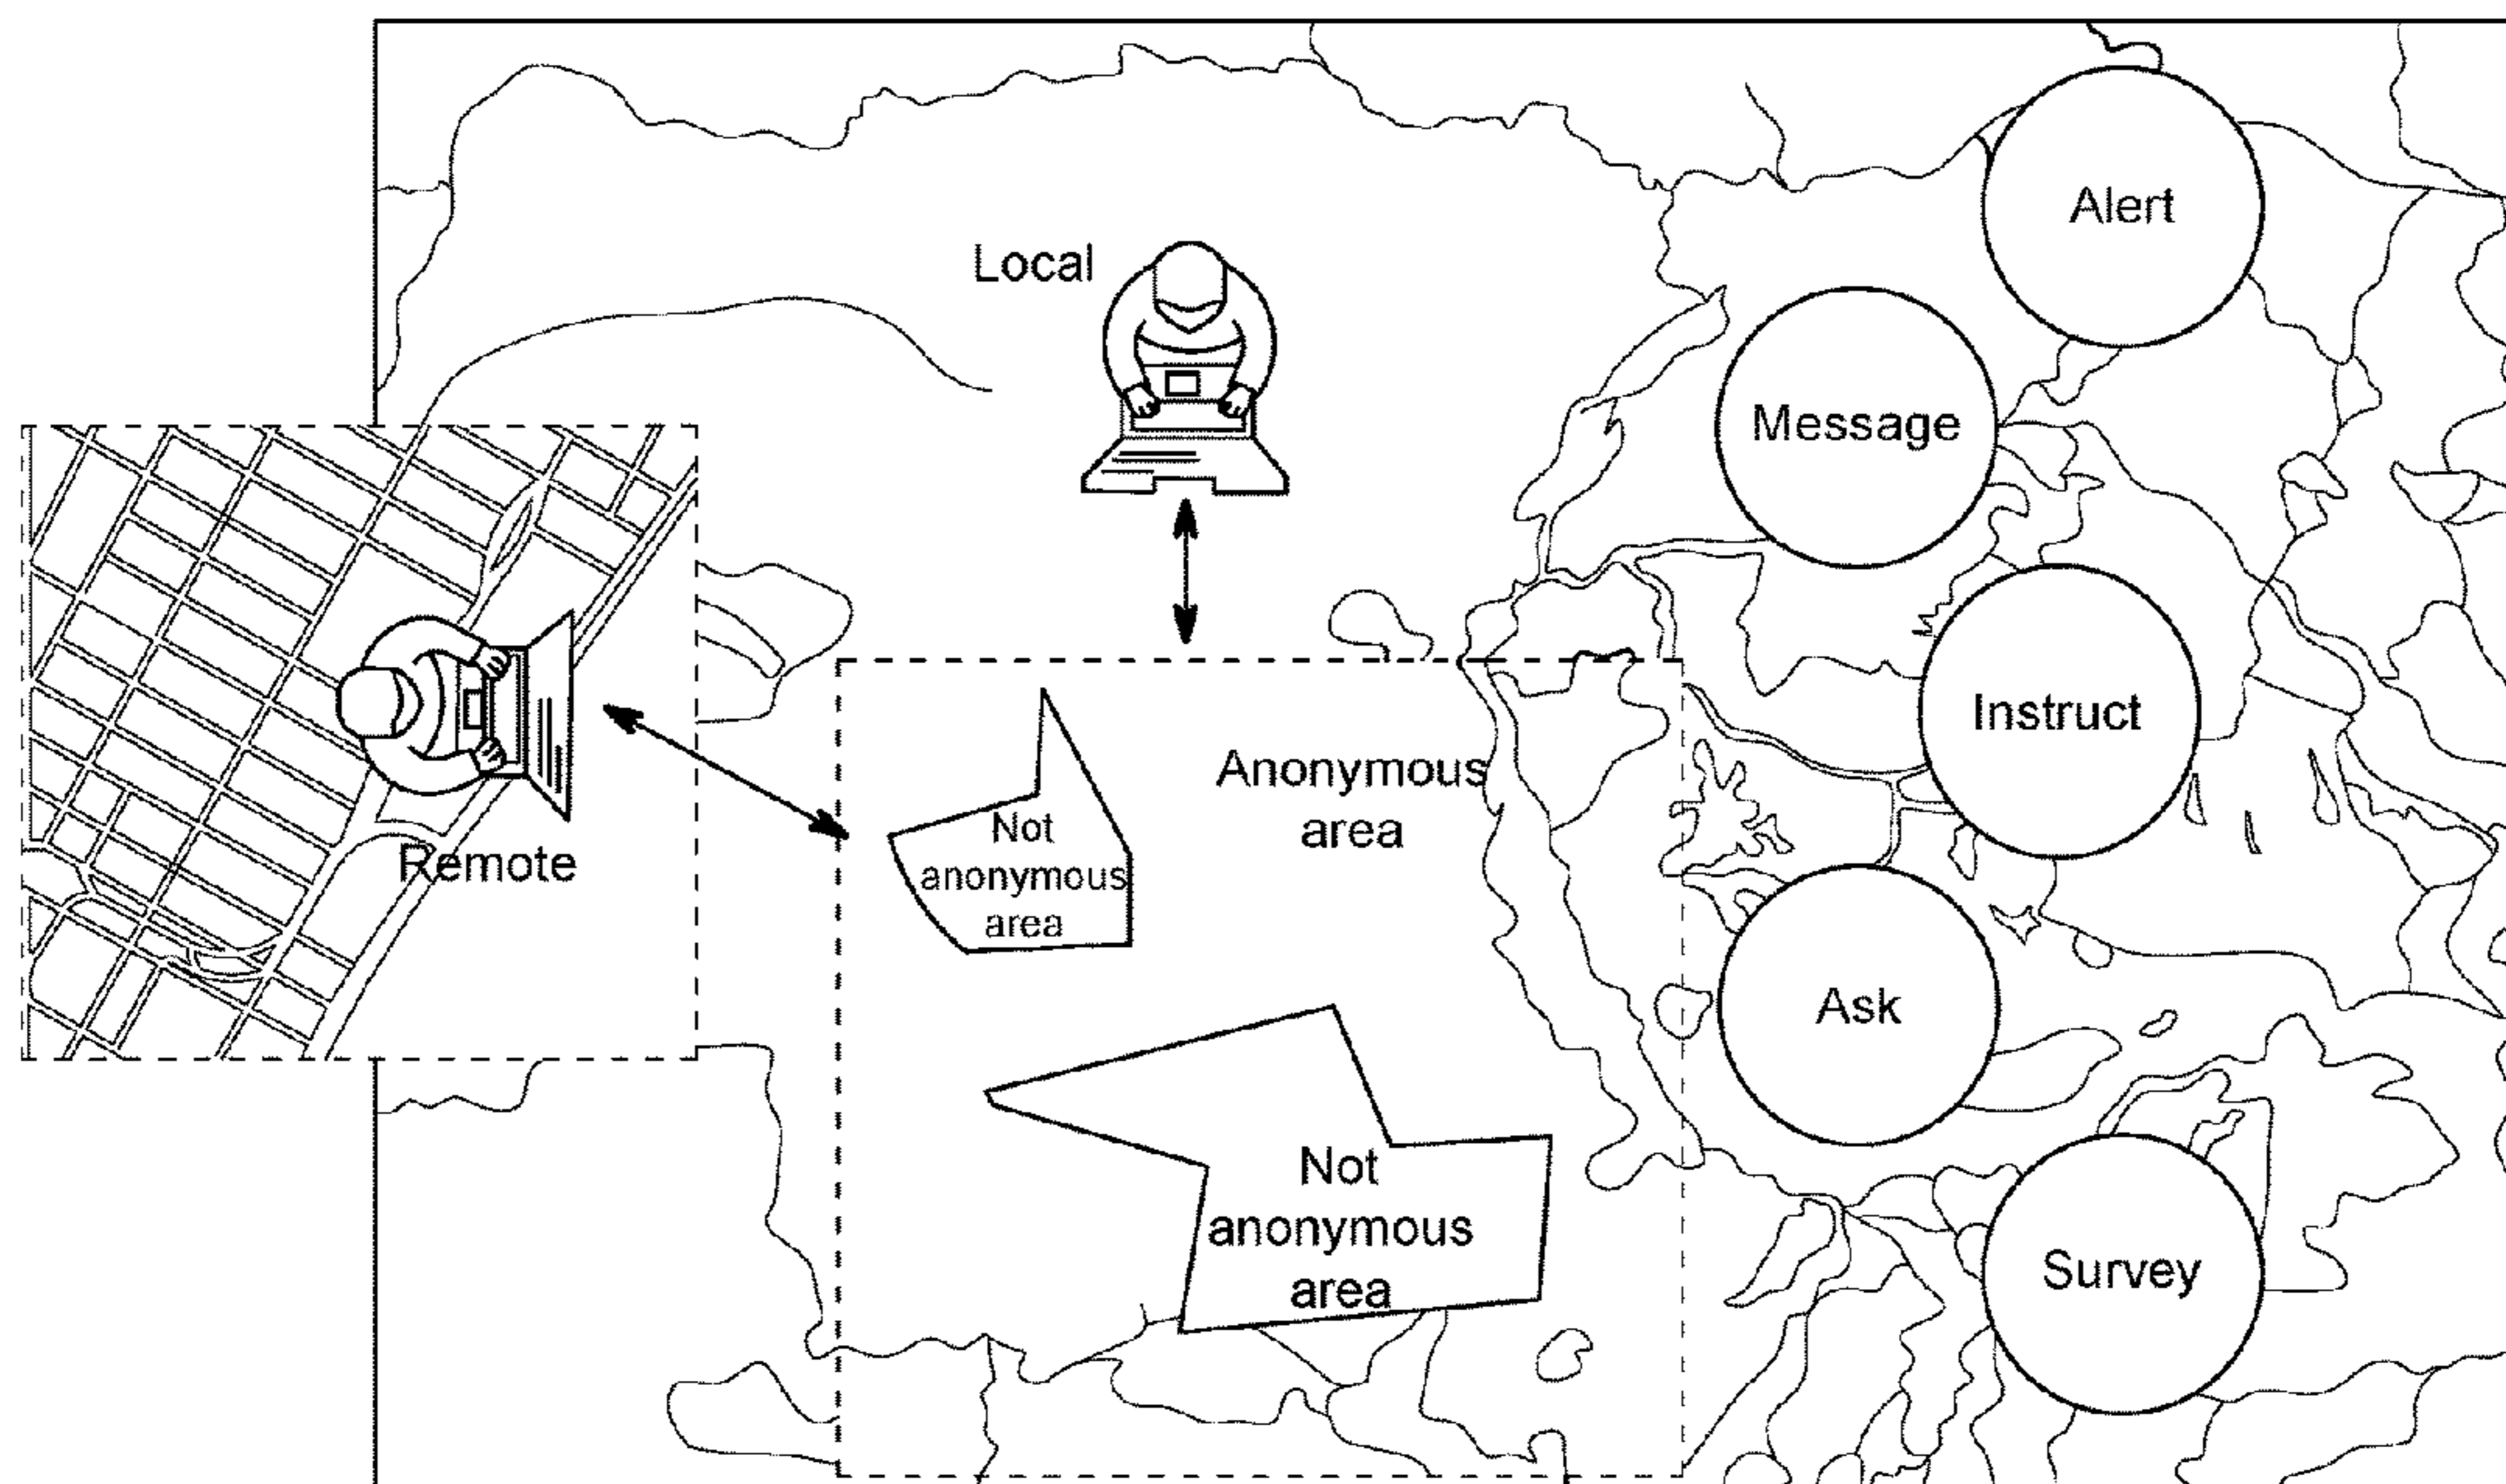 Alert
Local
Message
Instruct
Anonymous
area
Not
anonymous
area
Remote
Ask
Not
anonymous
area
Survey